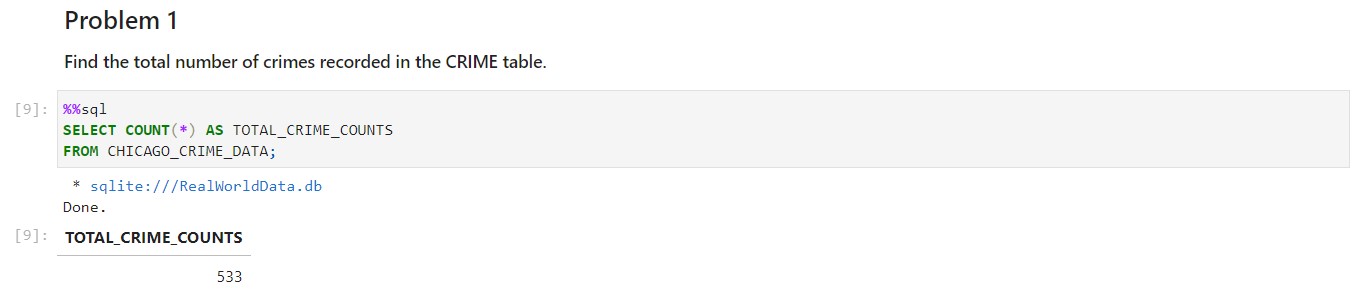 Problem 1
Find the total number of crimes recorded in the CRIME table.
[9]: %%sql
SELECT COUNT(*) AS TOTAL_CRIME_COUNTS
FROM CHICAGO_CRIME_DATA;
* sqlite:///RealWorldData.db
Done.
[9]: TOTAL_CRIME_COUNTS
533